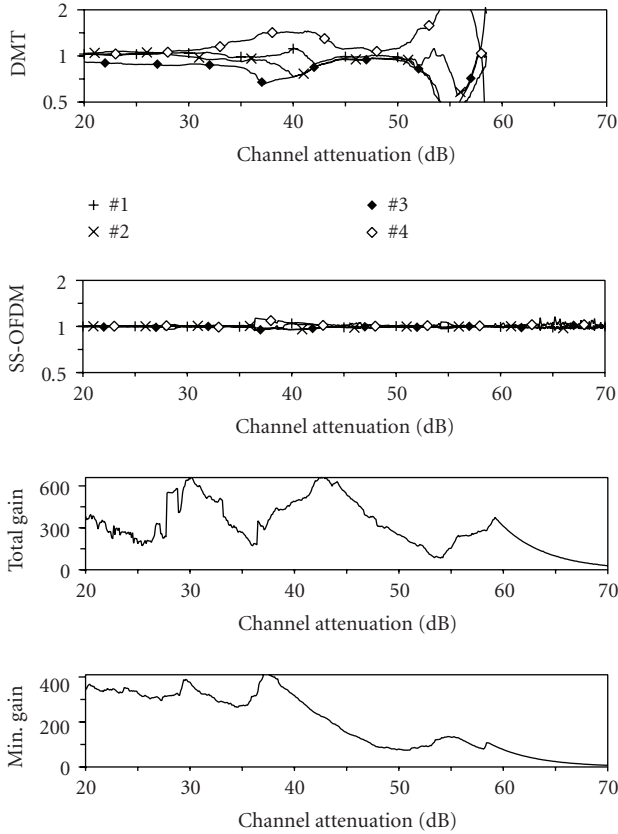 DMT
2
1
0.5
20 30 40 50 60 70
Channel attenuation (dB)
#1 #3
#2 #4
SS-OFDM
2
1
0.5
20 30 40 50 60 70
Channel attenuation (dB)
Total gain
600
300
0
20 30 40 50 60 70
Channel attenuation (dB)
Min. gain
400
200
0
20 30 40 50 60 70
Channel attenuation (dB)